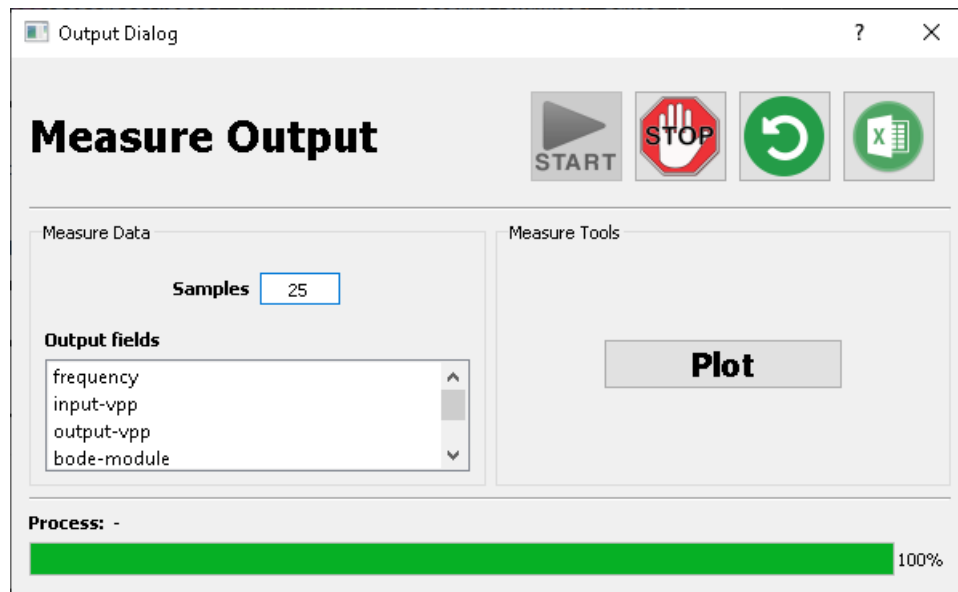 Output Dialog ?
Measure Output
START
STOP
X
Measure Data
Measure Tools
Samples 25
Output fields
frequency
input-vpp
output-vpp
bode-module
Plot
Process: -
100%